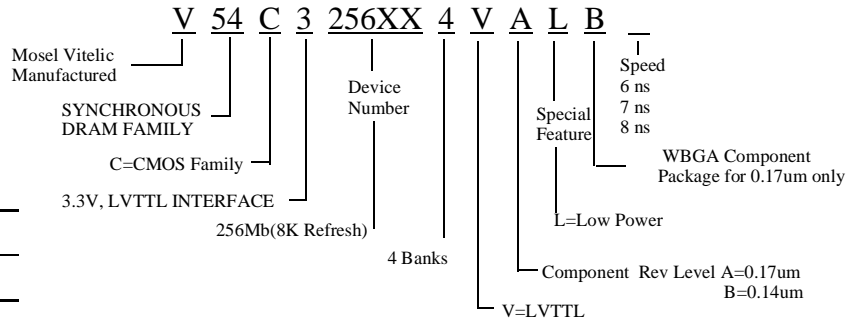 V 54 C 3 256XX 4 V A L B
Mosel Vitelic
Manufactured
SYNCHRONOUS
DRAM FAMILY
C=CMOS Family
3.3V, LVTTL INTERFACE
Device
Number
256Mb(8K Refresh)
4 Banks
V=LVTTL
Component Rev Level A=0.17um
B=0.14um
Special
Feature
L=Low Power
WBGA Component
Package for 0.17um only
Speed
6 ns
7 ns
8 ns